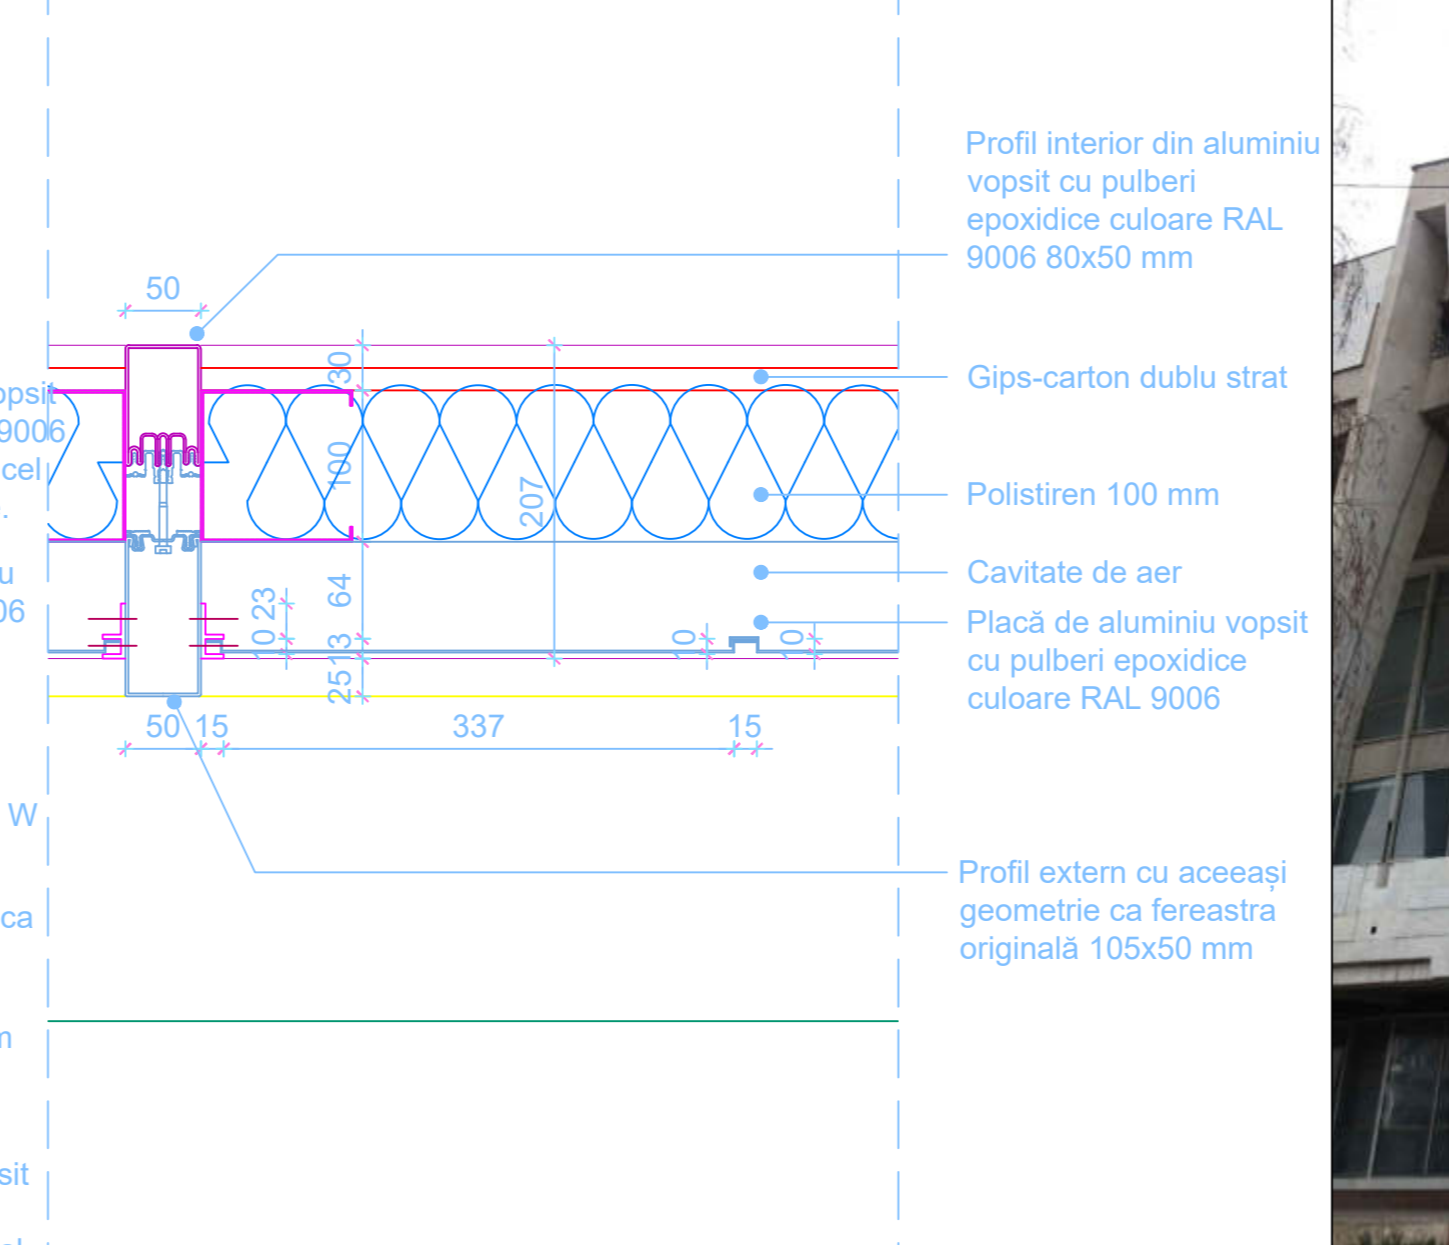 Profil interior din aluminiu
vopsit cu pulberi
epoxidice culoare RAL
9006 80x50 mm
50
30
Gips-carton dublu strat
9006
cel
100
207
Polistiren 100 mm
Cavitate de aer
64
23
10
13
10
10
Placă de aluminiu vopsit
cu pulberi epoxidice
culoare RAL 9006
25
50 15
337
15
W
Profil extern cu aceeași
geometrie ca fereastra
originală 105x50 mm
ca